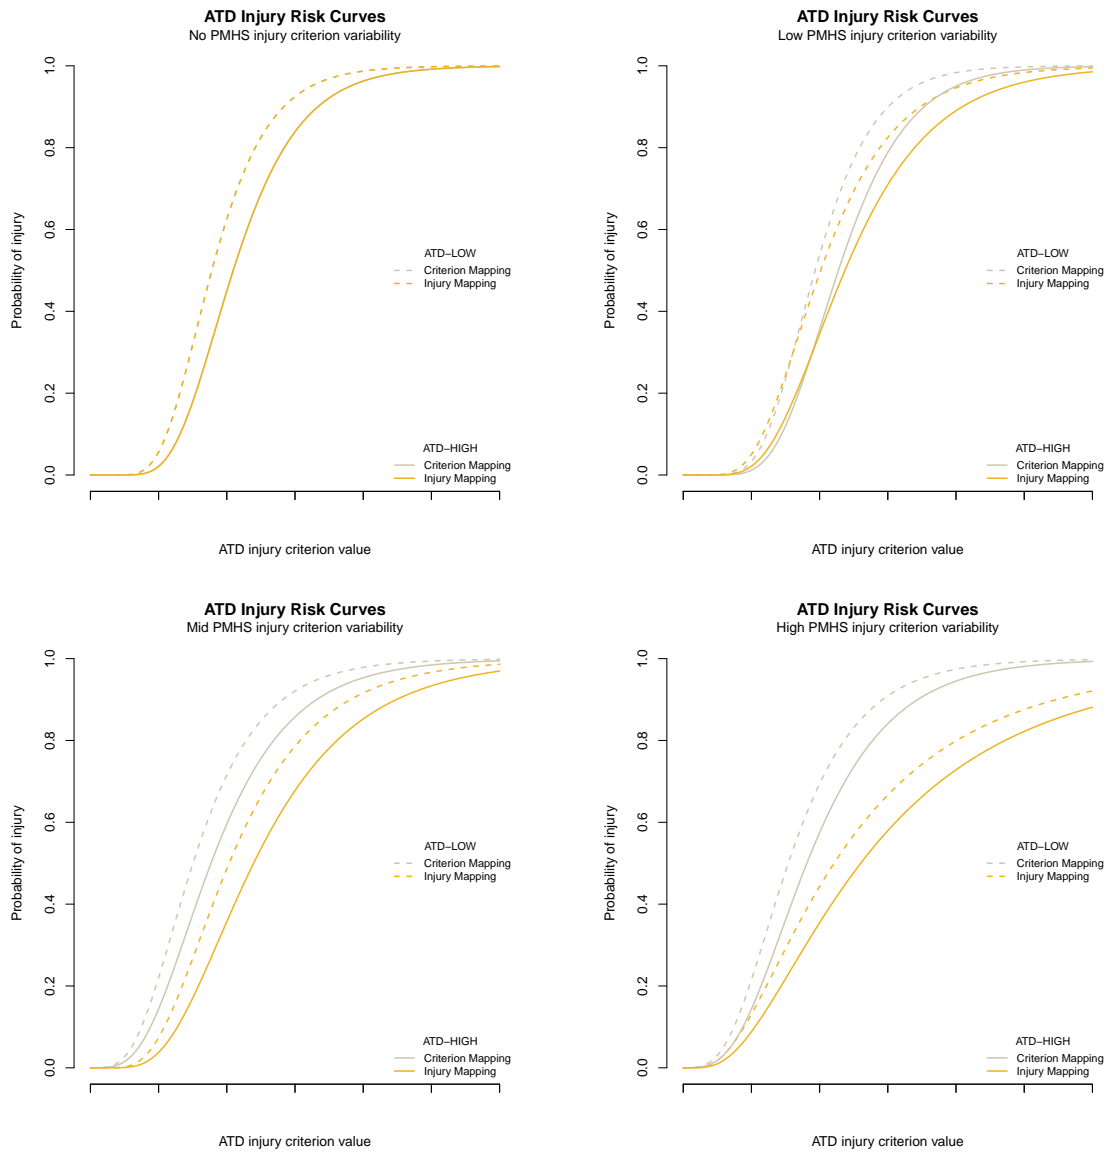 ATD Injury Risk Curves
No PMHS injury criterion variability
1.0
0.8
0.6
0.4
0.2
0.0
Probability of injury
ATD−LOW
Criterion Mapping
Injury Mapping
ATD−HIGH
Criterion Mapping
Injury Mapping
ATD injury criterion value
ATD Injury Risk Curves
Low PMHS injury criterion variability
1.0
0.8
0.6
0.4
0.2
0.0
Probability of injury
ATD−LOW
Criterion Mapping
Injury Mapping
ATD−HIGH
Criterion Mapping
Injury Mapping
ATD injury criterion value
ATD Injury Risk Curves
Mid PMHS injury criterion variability
1.0
0.8
0.6
0.4
0.2
0.0
Probability of injury
ATD−LOW
Criterion Mapping
Injury Mapping
ATD−HIGH
Criterion Mapping
Injury Mapping
ATD injury criterion value
ATD Injury Risk Curves
High PMHS injury criterion variability
1.0
0.8
0.6
0.4
0.2
0.0
Probability of injury
ATD−LOW
Criterion Mapping
Injury Mapping
ATD−HIGH
Criterion Mapping
Injury Mapping
ATD injury criterion value